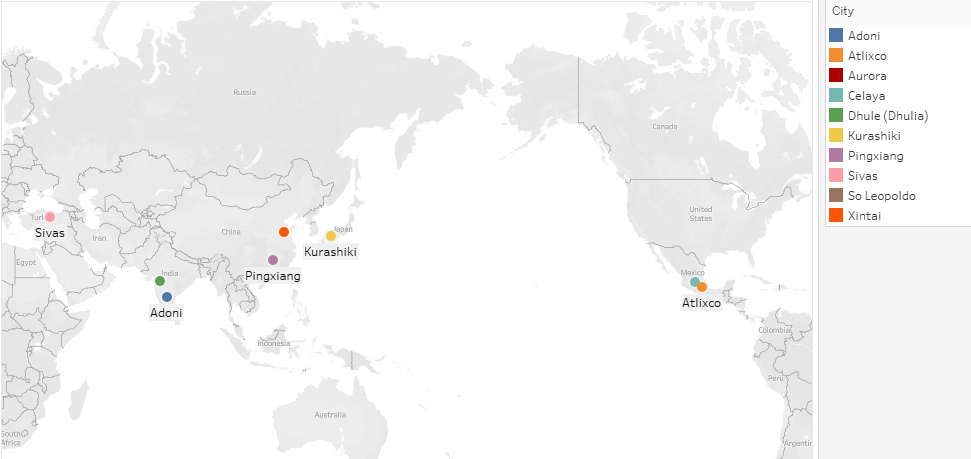 City
Adoni
Atlixco
Aurora
Celaya
Dhule (Dhulia)
Kurashiki
Pingxiang
Sivas
So Leopoldo
Xintai
Russia
Canada
United
States
Turl
Sivas
China
Japan
Kurashiki
Iran
Egypt
Pingxiang
India
Adoni
Mexico
Atlixco
Indonesia
Colombia
Peru
Australia
South
Africa
Argentin